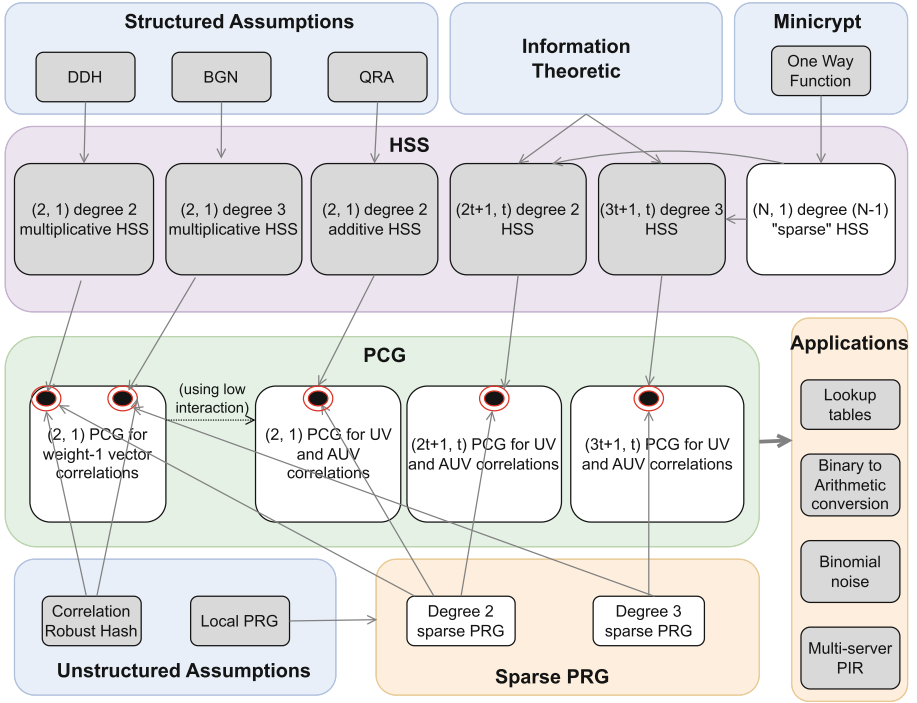 Structured Assumptions
DDH
BGN
QRA
Information
Theoretic
Minicrypt
One Way
Function
HSS
(2, 1) degree 2
multiplicative HSS
(2, 1) degree 3
multiplicative HSS
(2, 1) degree 2
additive HSS
(2t+1, t) degree 2
HSS
(3t+1, t) degree 3
HSS
(N, 1) degree (N-1)
"sparse" HSS
PCG
(2, 1) PCG for
weight-1 vector
correlations
(using low
interaction)
(2, 1) PCG for UV
and AUV
correlations
(2t+1, t) PCG for UV
and AUV correlations
(3t+1, t) PCG for UV
and AUV correlations
Applications
Lookup
tables
Binary to
Arithmetic
conversion
Binomial
noise
Multi-server
PIR
Correlation
Robust Hash
Local PRG
Unstructured Assumptions
Degree 2
sparse PRG
Degree 3
sparse PRG
Sparse PRG